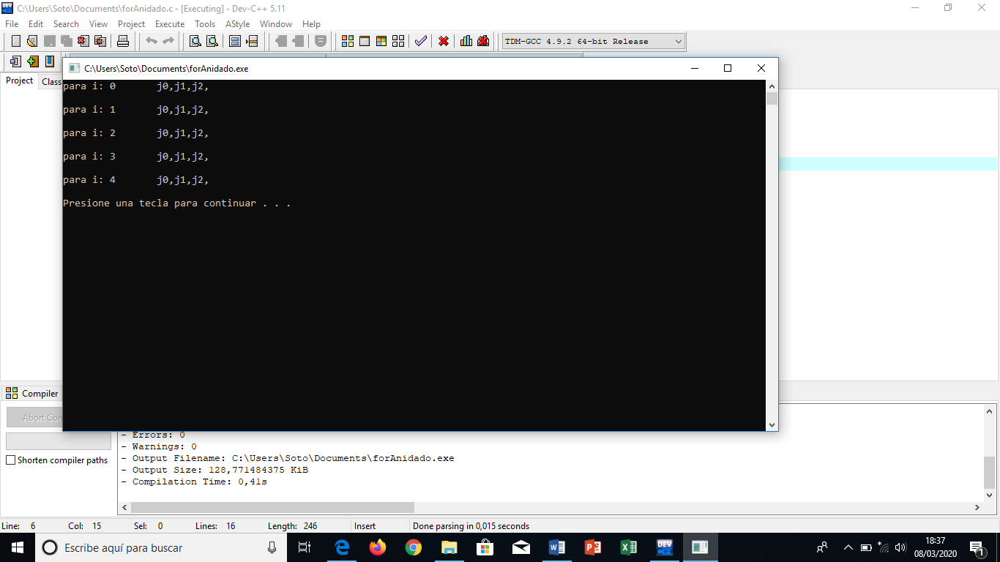 C:\Users\Soto\Documents\forAnidado.c - [Executing] - Dev-C++ 5.11
File Edit Search View Project Execute Tools AStyle Window Help
TDM-GCC 4.9.2 64-bit Release
Project Class
C:\Users\Soto\Documents\forAnidado.exe
para i: 0 j0,j1,j2,
para i: 1 j0,j1,j2,
para i: 2 j0,j1,j2,
para i: 3 j0,j1,j2,
para i: 4 j0,j1,j2,
Presione una tecla para continuar . . .
Compiler
Abort Con
Shorten compiler paths
- Errors: 0
- Warnings: 0
- Output Filename: C:\Users\Soto\Documents\forAnidado.exe
- Output Size: 128,771484375 KiB
- Compilation Time: 0,41s
Line: 6 Col: 15 Sel: 0 Lines: 16 Length: 246 Insert Done parsing in 0,015 seconds
Escribe aquí para buscar
DEV
18:37
08/03/2020
1